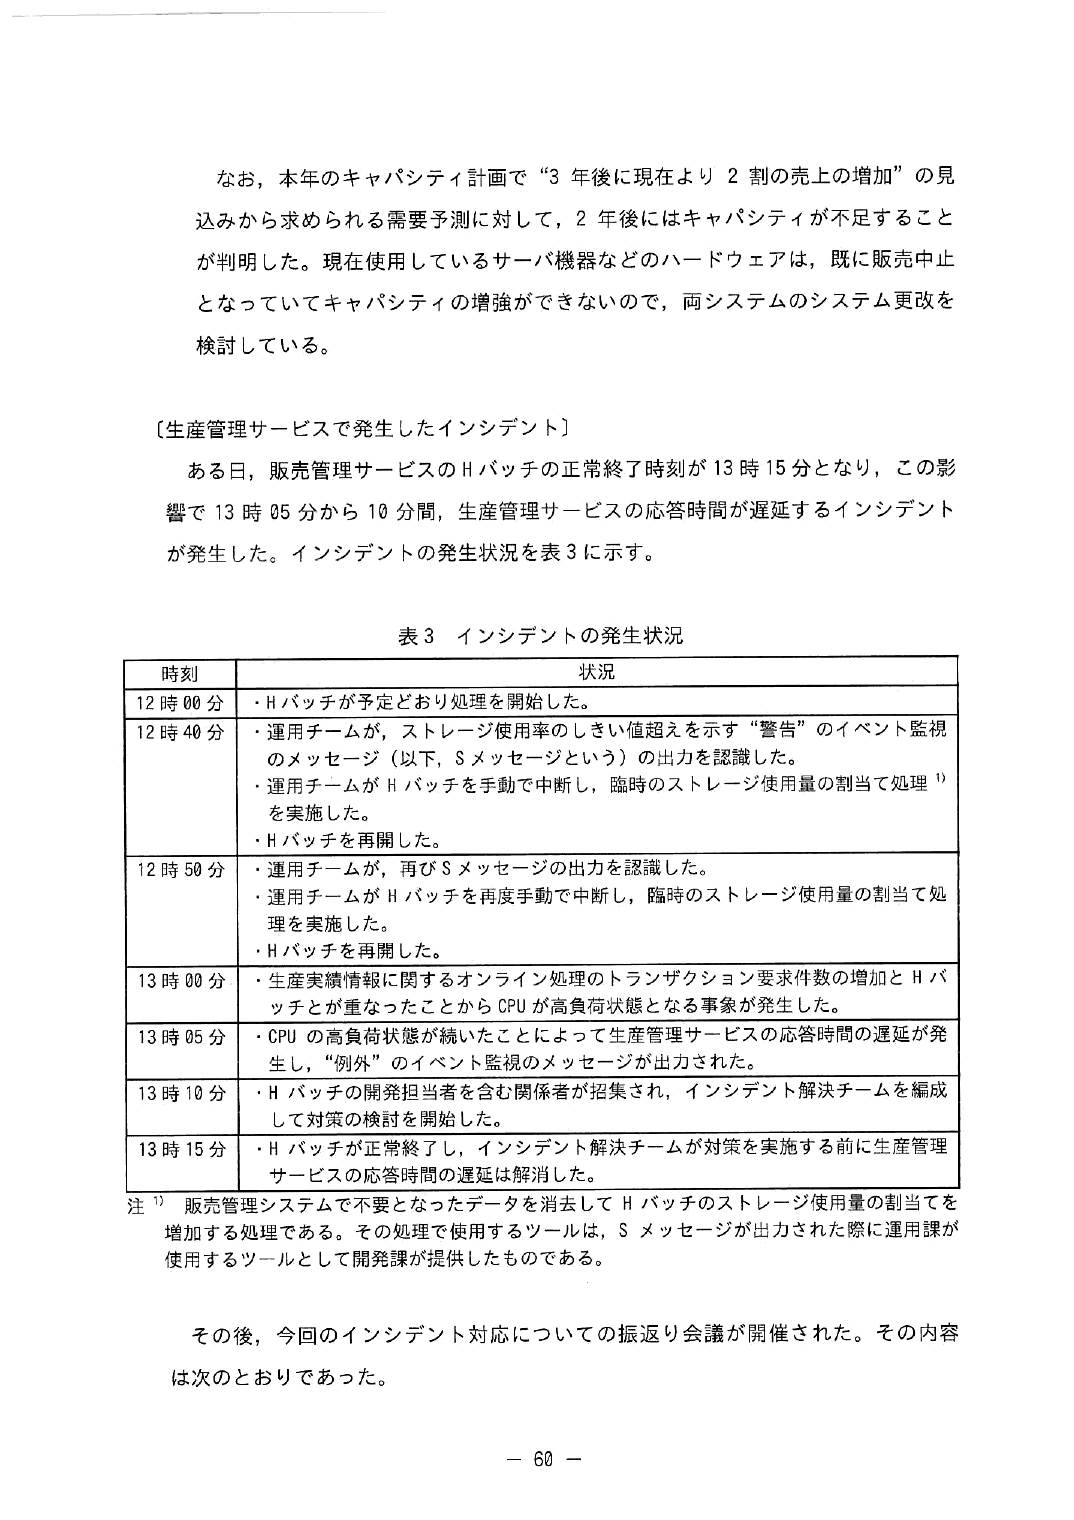 なお，本年のキャパシティ計画で“3 年後に現在より 2 割の売上の増加”の見
込みから求められる需要予測に対して，2 年後にはキャパシティが不足すること
が判明した。現在使用しているサーバ機器などのハードウェアは，既に販売中止
となっていてキャパシティの増強ができないので，両システムのシステム更改を
検討している。
〔生産管理サービスで発生したインシデント〕
ある日，販売管理サービスの H バッチの正常終了時刻が 13 時 15 分となり，この影
響で 13 時 05 分から 10 分間，生産管理サービスの応答時間が遅延するインシデント
が発生した。インシデントの発生状況を表 3 に示す。
表 3　インシデントの発生状況
時刻　状況
12 時 00 分　・H バッチが予定どおり処理を開始した。
12 時 40 分　・運用チームが，ストレージ使用率のしきい値超えを示す“警告”のイベント監視
のメッセージ（以下，S メッセージという）の出力を認識した。
・運用チームが H バッチを手動で中断し，臨時のストレージ使用量の割当て処理 1)
を実施した。
・H バッチを再開した。
12 時 50 分　・運用チームが，再び S メッセージの出力を認識した。
・運用チームが H バッチを再度手動で中断し，臨時のストレージ使用量の割当て処
理を実施した。
・H バッチを再開した。
13 時 00 分　・生産実績情報に関するオンライン処理のトランザクション要求件数の増加と H バ
ッチとが重なったことから CPU が高負荷状態となる事象が発生した。
13 時 05 分　・CPU の高負荷状態が続いたことによって生産管理サービスの応答時間の遅延が発
生し，“例外”のイベント監視のメッセージが出力された。
13 時 10 分　・H バッチの開発担当者を含む関係者が招集され，インシデント解決チームを編成
して対策の検討を開始した。
13 時 15 分　・H バッチが正常終了し，インシデント解決チームが対策を実施する前に生産管理
サービスの応答時間の遅延は解消した。
注 1)　販売管理システムで不要となったデータを消去して H バッチのストレージ使用量の割当てを
増加する処理である。その処理で使用するツールは，S メッセージが出力された際に運用課が
使用するツールとして開発課が提供したものである。
その後，今回のインシデント対応についての振返り会議が開催された。その内容
は次のとおりであった。
－ 60 －